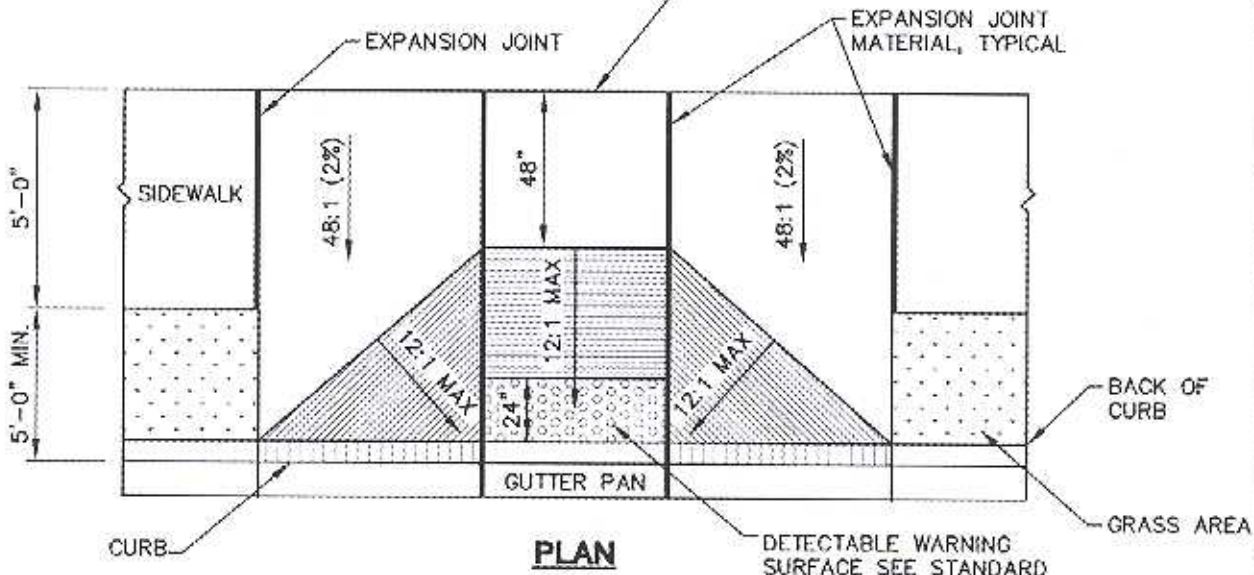 EXPANSION JOINT
EXPANSION JOINT
MATERIAL, TYPICAL
5'-0"
SIDEWALK
48:1 (2%)
48"
48:1 (2%)
5'-0" MIN.
12:1 MAX
12:1 MAX
12:1 MAX
24"
BACK OF
CURB
GUTTER PAN
GRASS AREA
CURB
PLAN
DETECTABLE WARNING
SURFACE SEE STANDARD